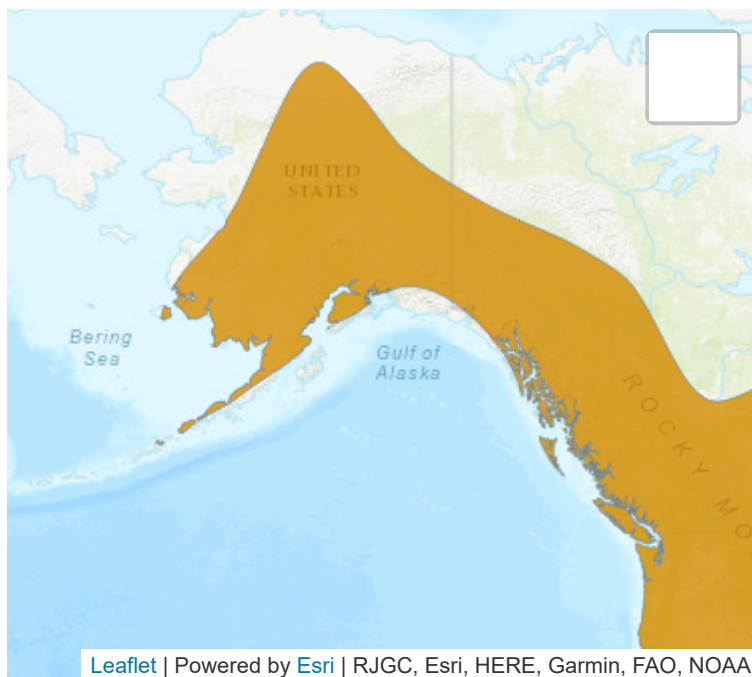 UNITED
STATES
Bering
Sea
Gulf of
Alaska
ROCKY MO
Leaflet | Powered by Esri | RJGC, Esri, HERE, Garmin, FAO, NOAA